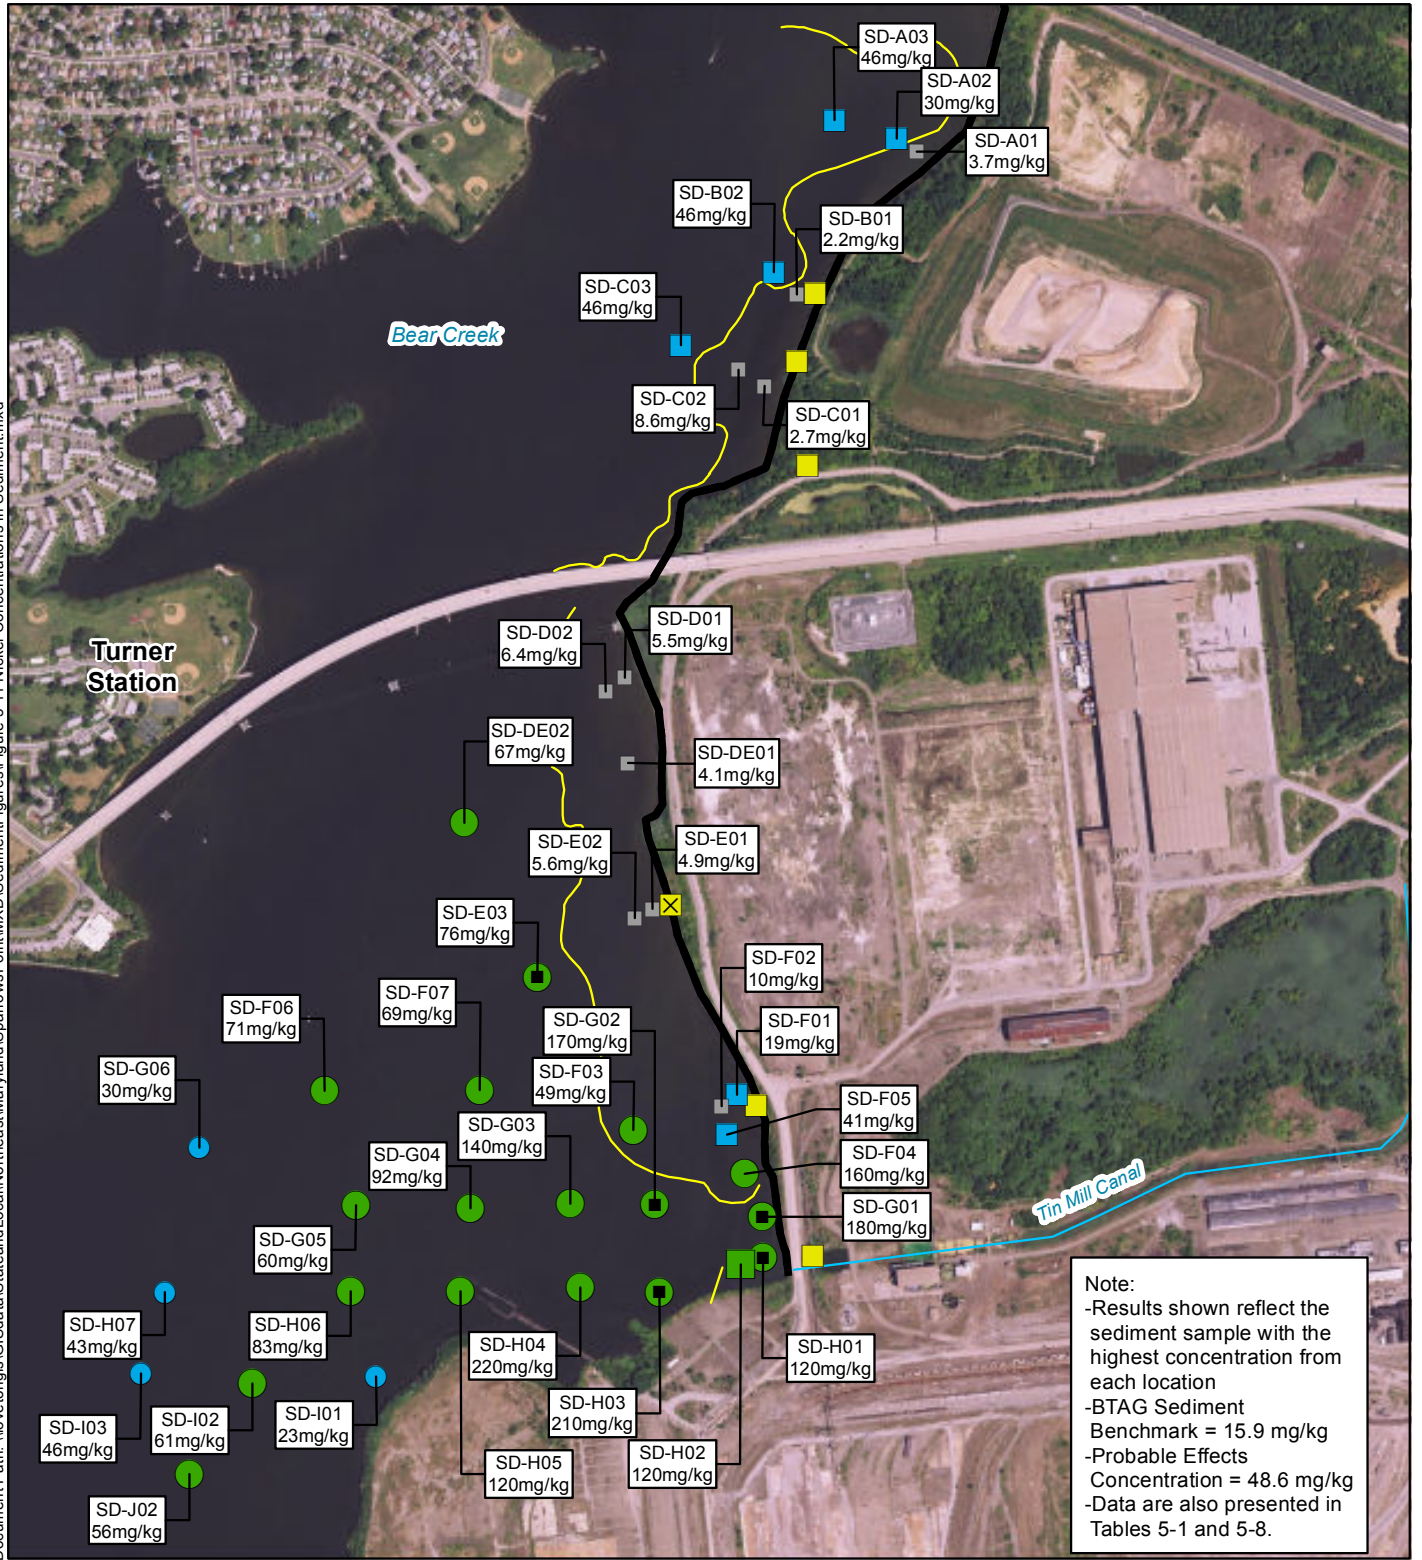 SD-A03
46mg/kg
SD-A02
30mg/kg
SD-A01
3.7mg/kg
SD-B02
46mg/kg
SD-B01
2.2mg/kg
SD-C03
46mg/kg
Bear Creek
SD-C02
8.6mg/kg
SD-C01
2.7mg/kg
Turner
Station
SD-D02
6.4mg/kg
SD-D01
5.5mg/kg
SD-DE02
67mg/kg
SD-DE01
4.1mg/kg
SD-E02
5.6mg/kg
SD-E01
4.9mg/kg
SD-E03
76mg/kg
SD-F02
10mg/kg
SD-F06
71mg/kg
SD-F07
69mg/kg
SD-G02
170mg/kg
SD-F01
19mg/kg
SD-G06
30mg/kg
SD-F03
49mg/kg
SD-F05
41mg/kg
SD-G03
140mg/kg
SD-G04
92mg/kg
SD-F04
160mg/kg
SD-G01
180mg/kg
Tin Mill Canal
SD-G05
60mg/kg
SD-H07
43mg/kg
SD-H06
83mg/kg
SD-H04
220mg/kg
SD-H01
120mg/kg
SD-H03
210mg/kg
SD-I03
46mg/kg
SD-I02
61mg/kg
SD-I01
23mg/kg
SD-H05
120mg/kg
SD-H02
120mg/kg
SD-J02
56mg/kg
Note:
-Results shown reflect the
sediment sample with the
highest concentration from
each location
-BTAG Sediment
Benchmark = 15.9 mg/kg
-Probable Effects
Concentration = 48.6 mg/kg
-Data are also presented in
Tables 5-1 and 5-8.